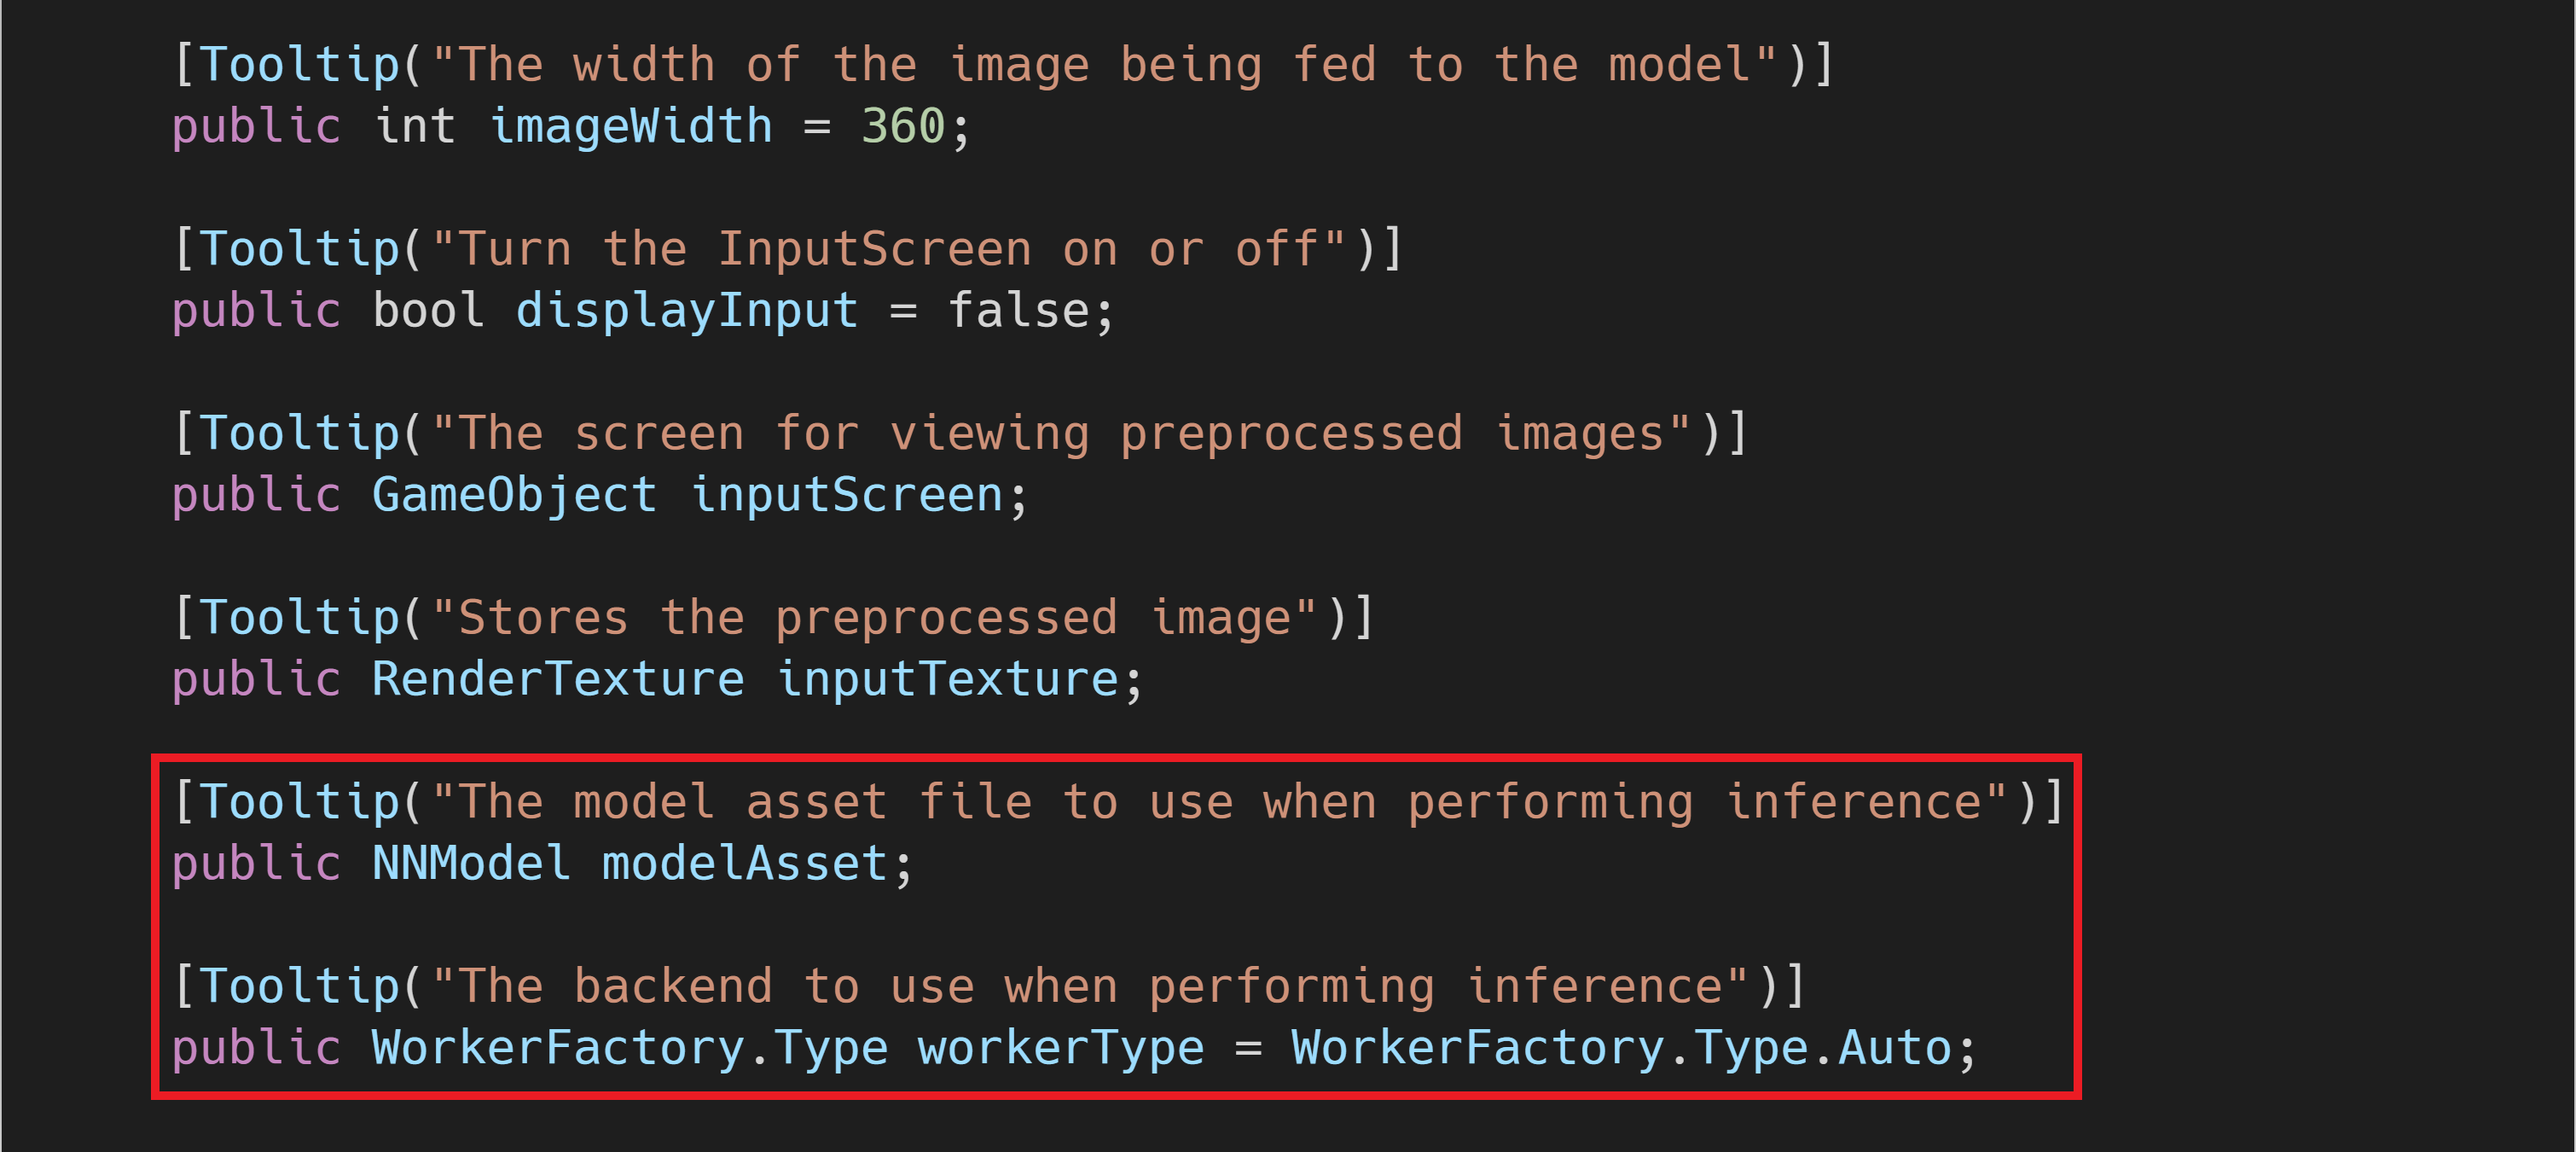 [Tooltip("The width of the image being fed to the model")]
public int imageWidth = 360;
[Tooltip("Turn the InputScreen on or off")]
public bool displayInput = false;
[Tooltip("The screen for viewing preprocessed images")]
public GameObject inputScreen;
[Tooltip("Stores the preprocessed image")]
public RenderTexture inputTexture;
[Tooltip("The model asset file to use when performing inference")]
public NNModel modelAsset;
[Tooltip("The backend to use when performing inference")]
public WorkerFactory.Type workerType = WorkerFactory.Type.Auto;